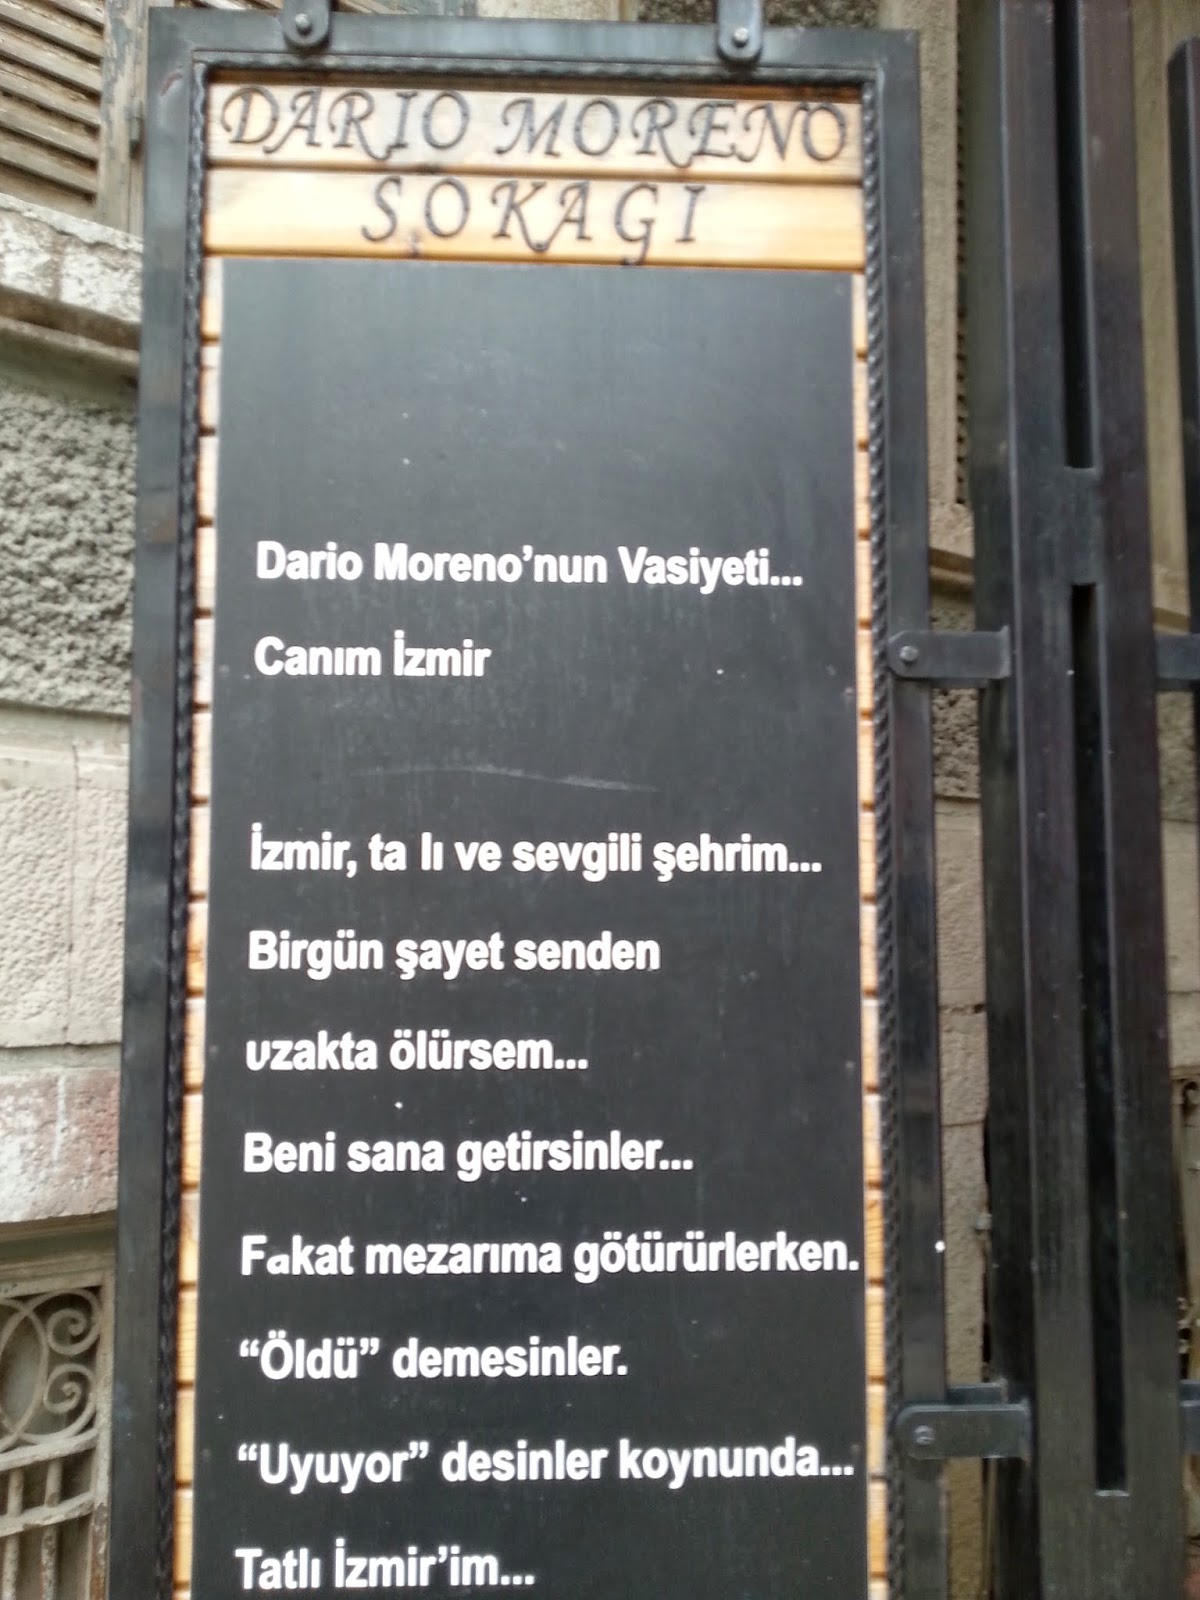 DARIO MORENO
SOKAGI
Dario Moreno’nun Vasiyeti...
Canım İzmir
İzmir, ta lı ve sevgili şehrim...
Birgün şayet senden
uzakta ölürsem...
Beni sana getirsinler...
Fakat mezarıma götürürlerken.
“Öldü” demesinler.
“Uyuyor” desinler koynunda...
Tatlı İzmir’im...